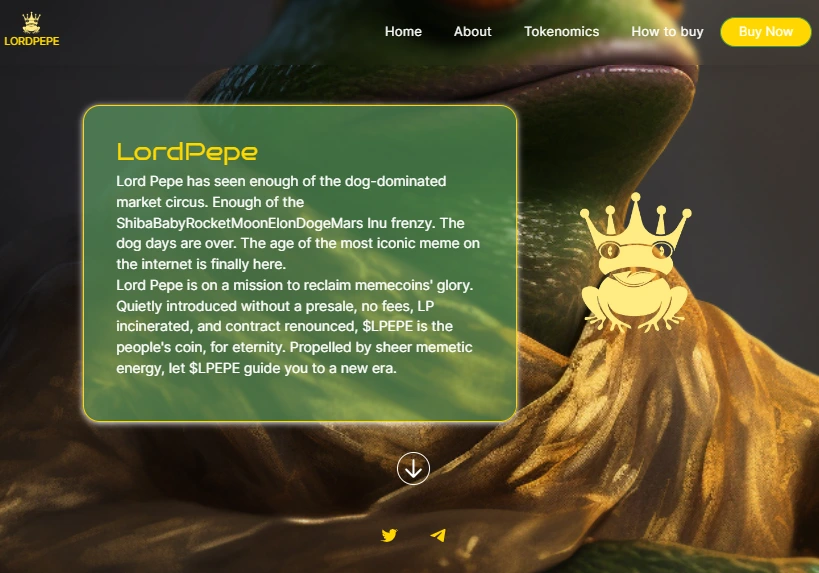 Home About Tokenomics How to buy Buy Now
LORDPEPE
LordPepe
Lord Pepe has seen enough of the dog-dominated
market circus. Enough of the
ShibaBabyRocketMoonElonDogeMars Inu frenzy. The
dog days are over. The age of the most iconic meme on
the internet is finally here.
Lord Pepe is on a mission to reclaim memecoins' glory.
Quietly introduced without a presale, no fees, LP
incinerated, and contract renounced, $LPEPE is the
people's coin, for eternity. Propelled by sheer memetic
energy, let $LPEPE guide you to a new era.